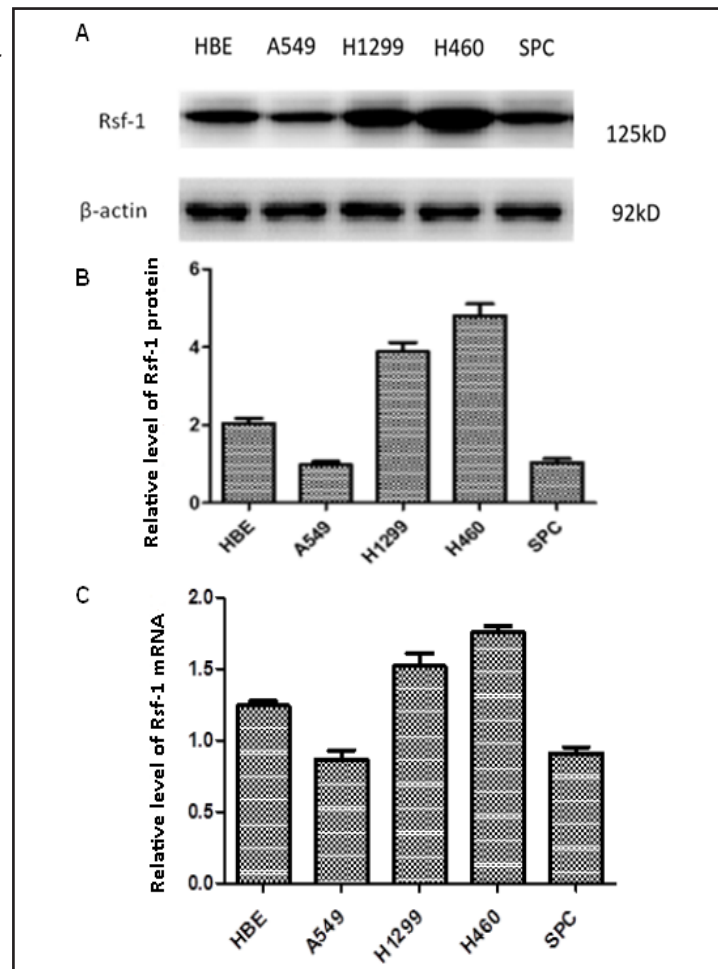 A
HBE A549 H1299 H460 SPC
Rsf-1 125kD
β-actin 92kD
B
Relative level of Rsf-1 protein
6
4
2
0
HBE A549 H1299 H460 SPC
C
Relative level of Rsf-1 mRNA
2.0
1.5
1.0
0.5
0.0
HBE A549 H1299 H460 SPC